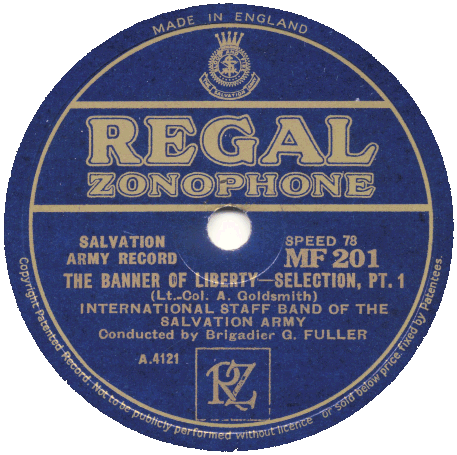 MADE IN ENGLAND
REGAL
ZONOPHONE
SALVATION
ARMY RECORD
SPEED 78
MF 201
THE BANNER OF LIBERTY—SELECTION, PT. 1
(Lt.-Col. A. Goldsmith)
INTERNATIONAL STAFF BAND OF THE
SALVATION ARMY
Conducted by Brigadier G. FULLER
A.4121
RZ
Copyright Patented Record. Not to be publicly performed without licence or sold below price fixed by Patentees.